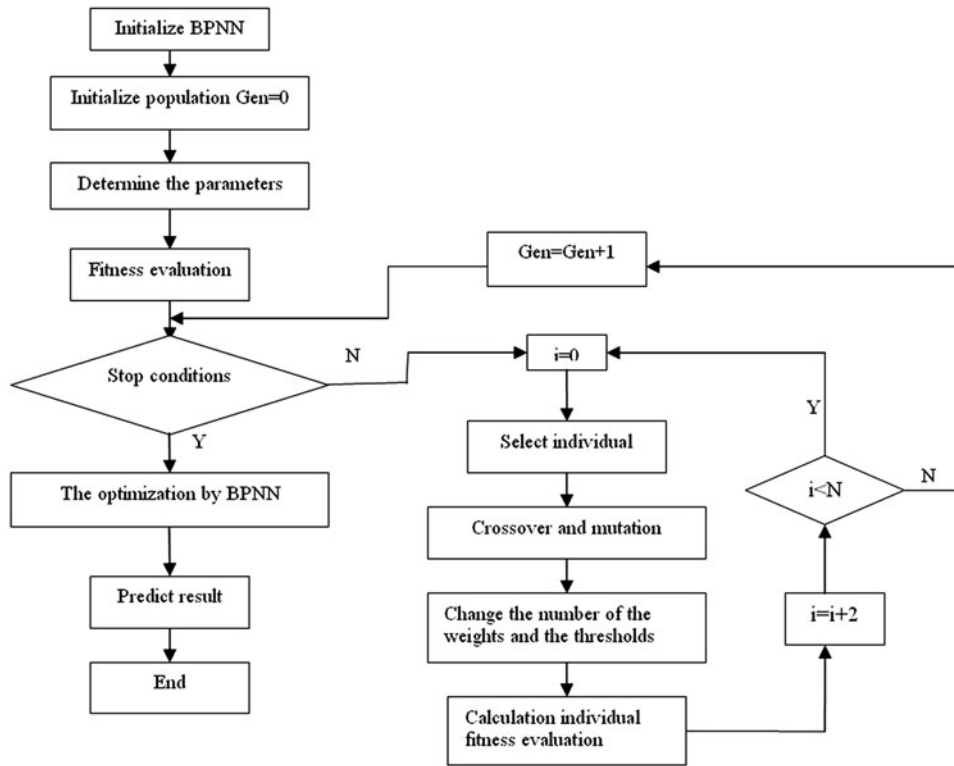 Initialize BPNN
Initialize population Gen=0
Determine the parameters
Fitness evaluation
Gen=Gen+1
Stop conditions
N
Y
The optimization by BPNN
Predict result
End
i=0
Select individual
Crossover and mutation
Change the number of the
weights and the thresholds
Calculation individual
fitness evaluation
i=i+2
i<N
Y
N